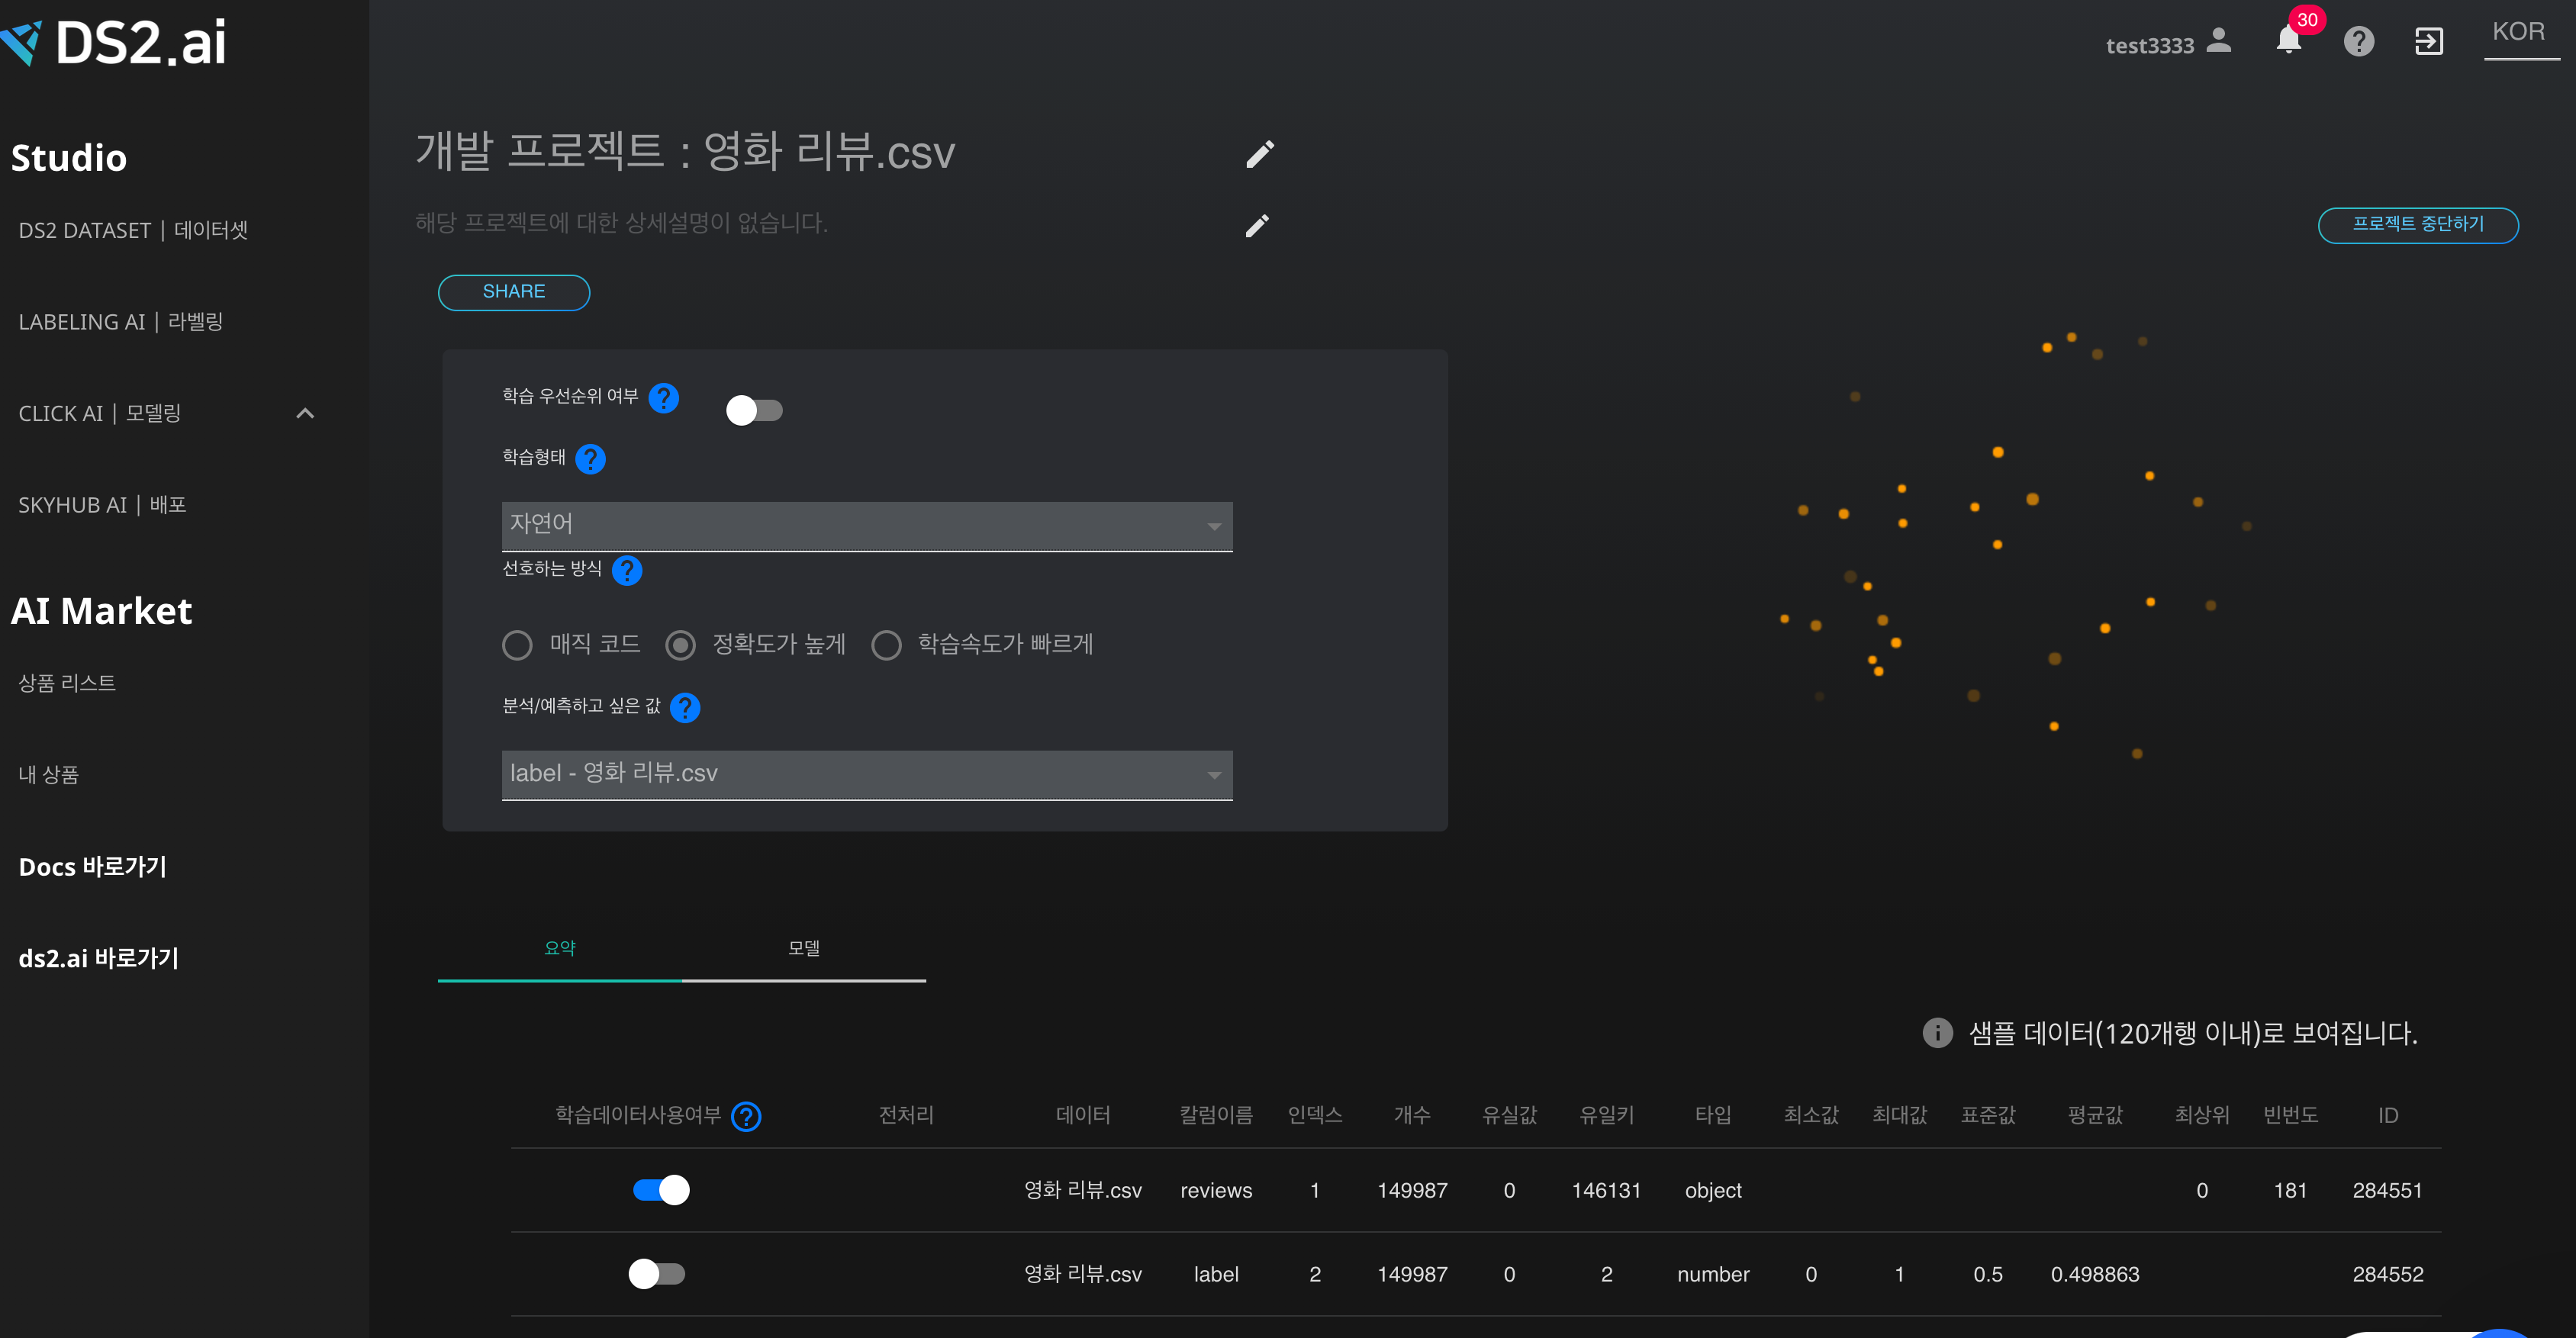 DS2.ai
test3333
30
KOR
Studio
DS2 DATASET | 데이터셋
LABELING AI | 라벨링
CLICK AI | 모델링
SKYHUB AI | 배포
AI Market
상품 리스트
내 상품
Docs 바로가기
ds2.ai 바로가기
개발 프로젝트 : 영화 리뷰.csv
해당 프로젝트에 대한 상세설명이 없습니다.
프로젝트 중단하기
SHARE
학습 우선순위 여부
학습형태
자연어
선호하는 방식
매직 코드 정확도가 높게 학습속도가 빠르게
분석/예측하고 싶은 값
label - 영화 리뷰.csv
요약 모델
샘플 데이터(120개행 이내)로 보여집니다.
학습데이터사용여부 전처리 데이터 칼럼이름 인덱스 개수 유실값 유일키 타입 최소값 최대값 표준값 평균값 최상위 빈번도 ID
영화 리뷰.csv reviews 1 149987 0 146131 object 0 181 284551
영화 리뷰.csv label 2 149987 0 2 number 0 1 0.5 0.498863 284552